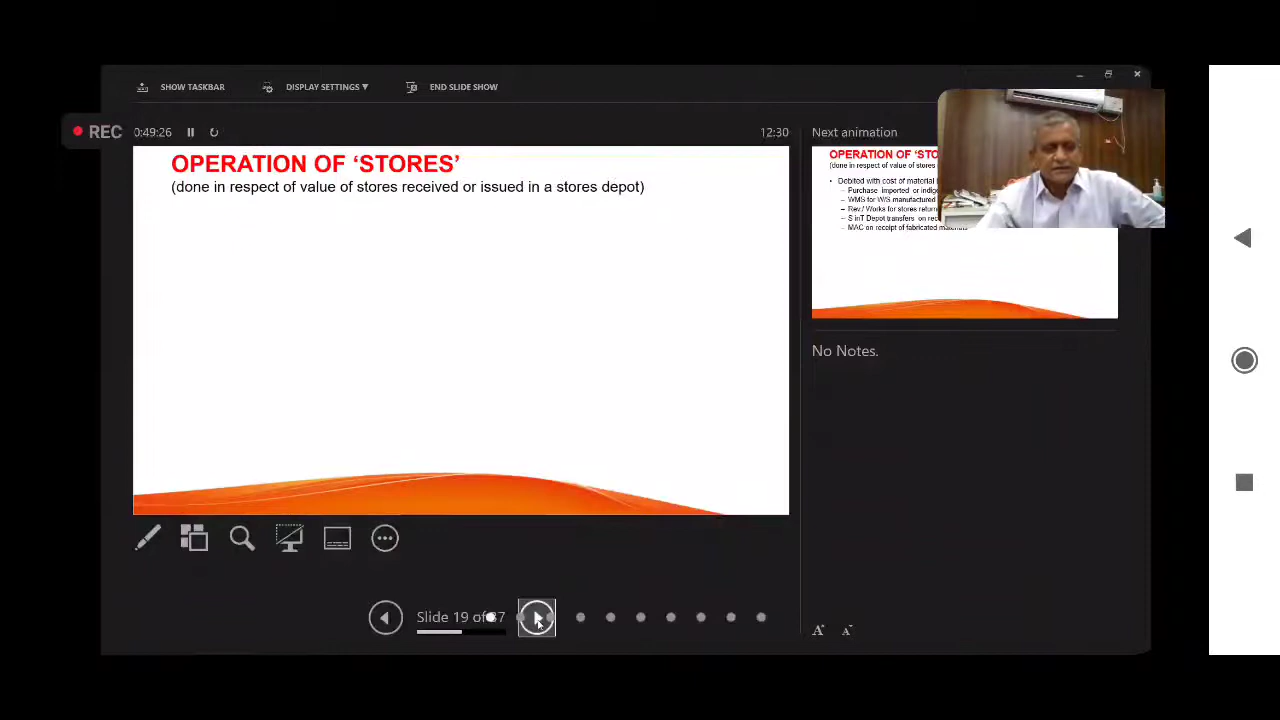 SHOW TASKBAR
DISPLAY SETTINGS ▾
END SLIDE SHOW
REC
0:49:26
12:30
Next animation
OPERATION OF ‘STORES’
(done in respect of value of stores received or issued in a stores depot)
OPERATION OF ‘STO
(done in respect of value of stores
• Debited with cost of material
– Purchase imported or
– WMS for W/S manufactured
– Rev./ Works for stores return
– S inT Depot transfers on
– MAC on receipt of fabricated materials
No Notes.
Slide 19 of 37
A
A